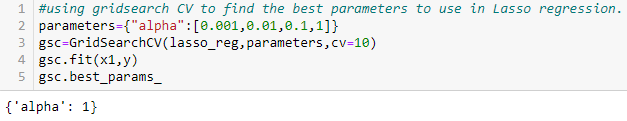 1 #using gridsearch CV to find the best parameters to use in Lasso regression.
2 parameters={"alpha":[0.001,0.01,0.1,1]}
3 gsc=GridSearchCV(lasso_reg,parameters,cv=10)
4 gsc.fit(x1,y)
5 gsc.best_params_
{'alpha': 1}